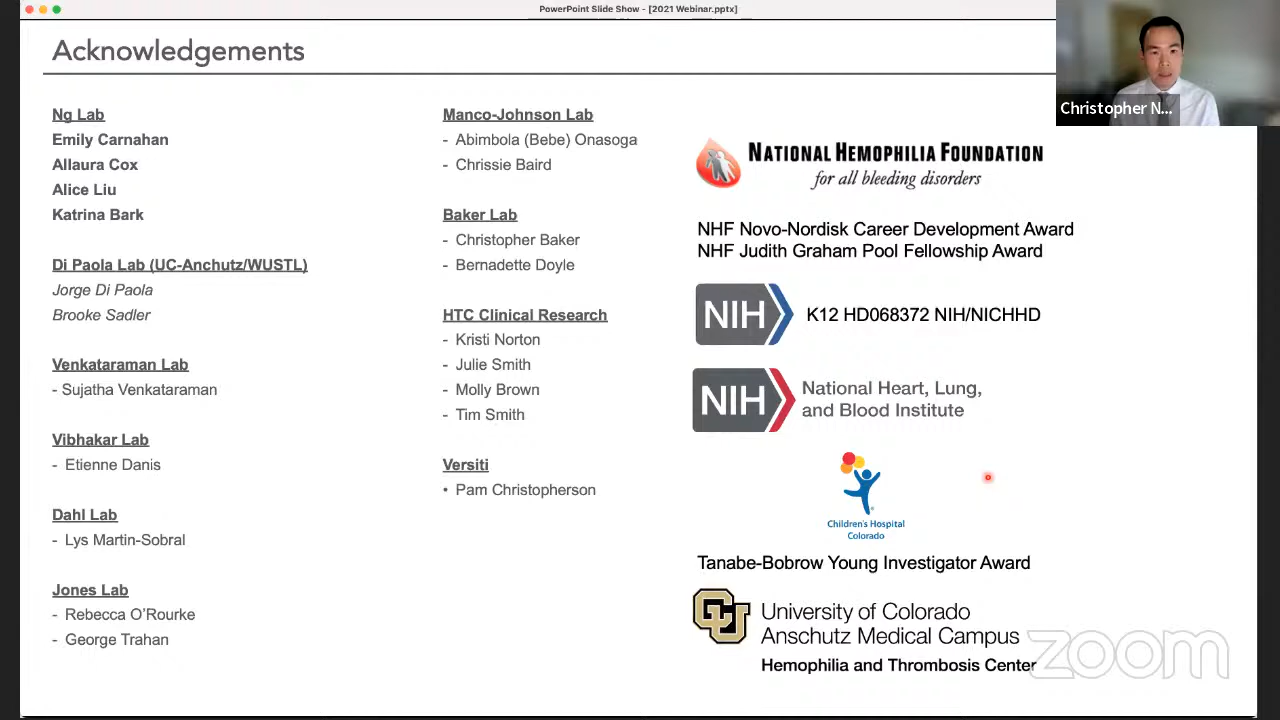 PowerPoint Slide Show - [2021 Webinar.pptx]
Acknowledgements
Christopher N...
Ng Lab
Emily Carnahan
Allaura Cox
Alice Liu
Katrina Bark
Di Paola Lab (UC-Anchutz/WUSTL)
Jorge Di Paola
Brooke Sadler
Venkataraman Lab
- Sujatha Venkataraman
Vibhakar Lab
- Etienne Danis
Dahl Lab
- Lys Martin-Sobral
Jones Lab
- Rebecca O'Rourke
- George Trahan
Manco-Johnson Lab
- Abimbola (Bebe) Onasoga
- Chrissie Baird
Baker Lab
- Christopher Baker
- Bernadette Doyle
HTC Clinical Research
- Kristi Norton
- Julie Smith
- Molly Brown
- Tim Smith
Versiti
• Pam Christopherson
NATIONAL HEMOPHILIA FOUNDATION
for all bleeding disorders
NHF Novo-Nordisk Career Development Award
NHF Judith Graham Pool Fellowship Award
NIH
K12 HD068372 NIH/NICHHD
NIH
National Heart, Lung,
and Blood Institute
Children's Hospital
Colorado
Tanabe-Bobrow Young Investigator Award
CU
University of Colorado
Anschutz Medical Campus
Hemophilia and Thrombosis Center
zoom